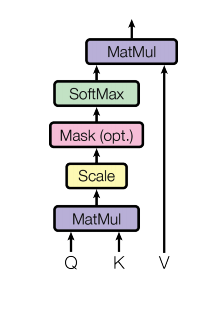 MatMul
SoftMax
Mask (opt.)
Scale
MatMul
Q K V